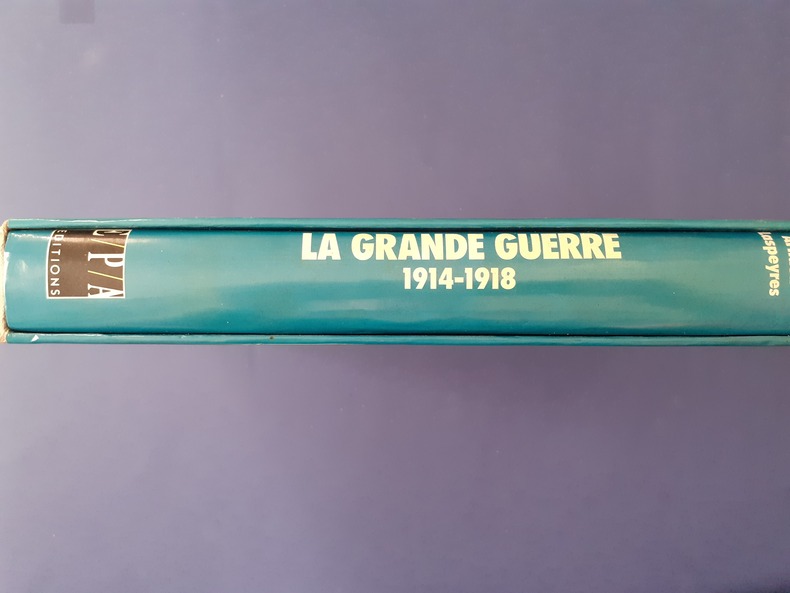 E/P/A
EDITIONS
LA GRANDE GUERRE
1914-1918
Laspeyres